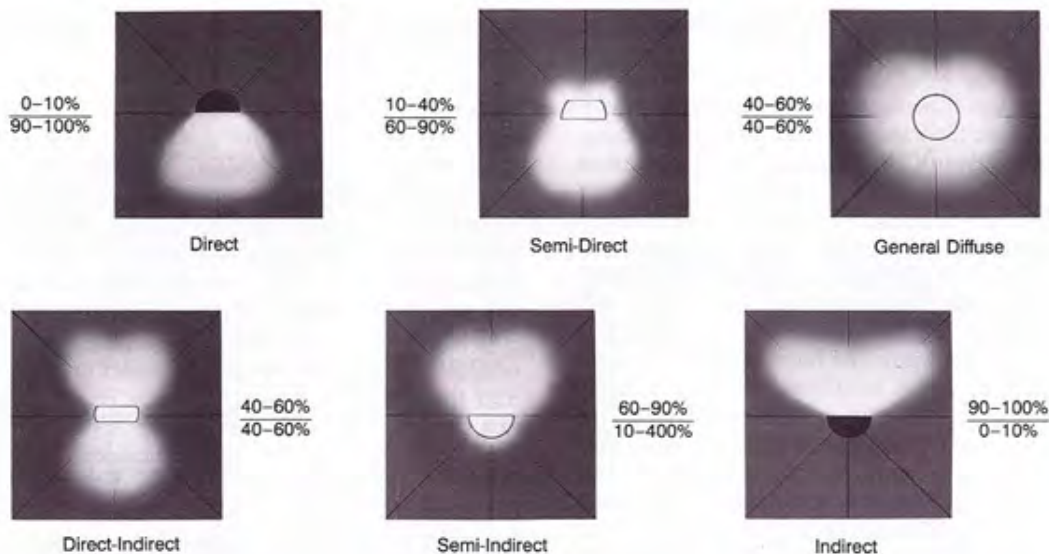 0–10%
90–100%
Direct
10–40%
60–90%
Semi-Direct
40–60%
40–60%
General Diffuse
40–60%
40–60%
Direct-Indirect
60–90%
10–400%
Semi-Indirect
90–100%
0–10%
Indirect